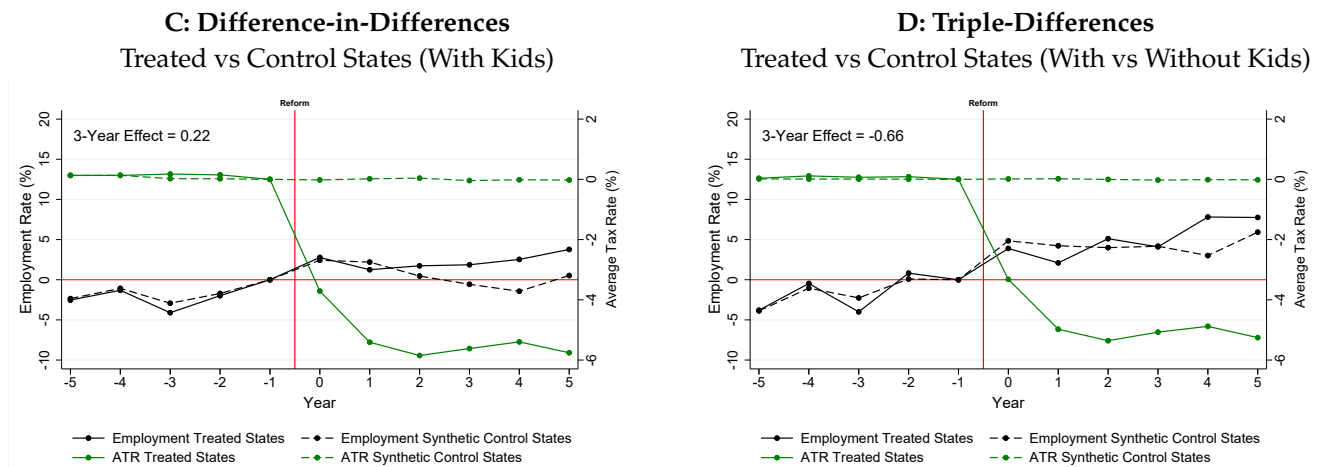 C: Difference-in-Differences
Treated vs Control States (With Kids)
Reform
3-Year Effect = 0.22
Employment Rate (%)
20
15
10
5
0
-5
-10
Average Tax Rate (%)
2
0
-2
-4
-6
-5 -4 -3 -2 -1 0 1 2 3 4 5
Year
Employment Treated States
Employment Synthetic Control States
ATR Treated States
ATR Synthetic Control States
D: Triple-Differences
Treated vs Control States (With vs Without Kids)
Reform
3-Year Effect = -0.66
Employment Rate (%)
20
15
10
5
0
-5
-10
Average Tax Rate (%)
2
0
-2
-4
-6
-5 -4 -3 -2 -1 0 1 2 3 4 5
Year
Employment Treated States
Employment Synthetic Control States
ATR Treated States
ATR Synthetic Control States